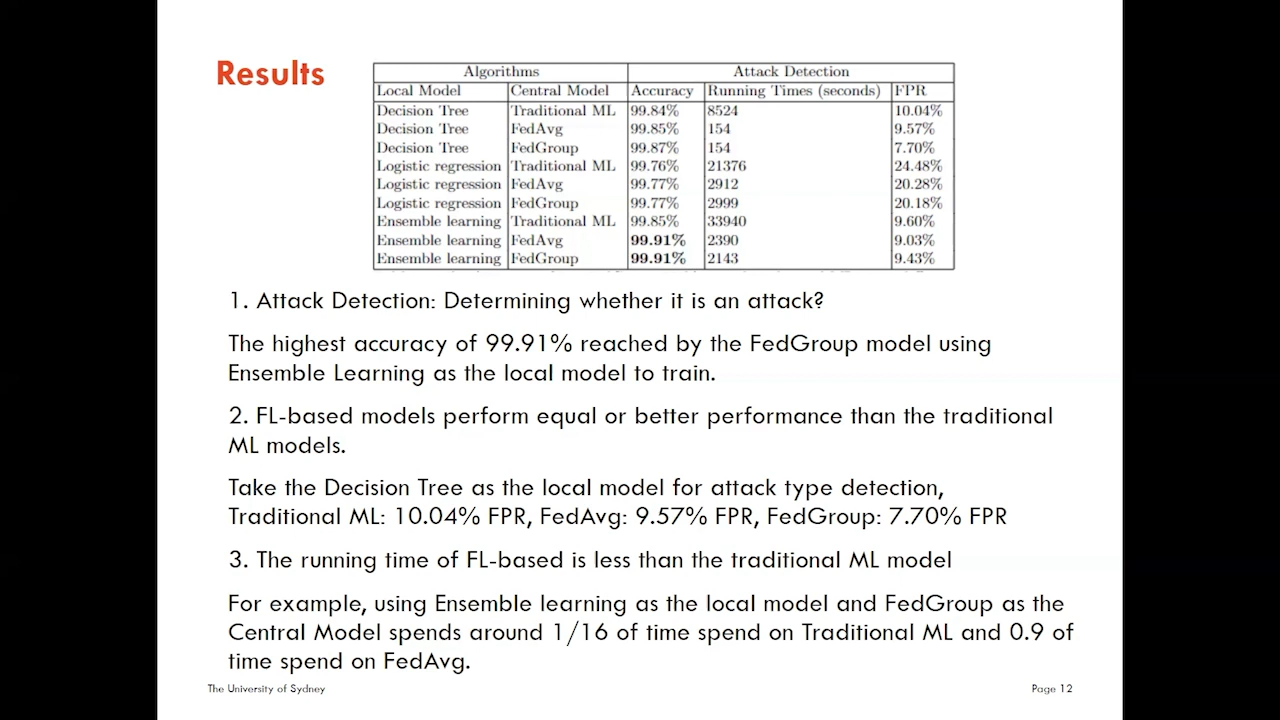 Results
Algorithms Attack Detection
Local Model Central Model Accuracy Running Times (seconds) FPR
Decision Tree Traditional ML 99.84% 8524 10.04%
Decision Tree FedAvg 99.85% 154 9.57%
Decision Tree FedGroup 99.87% 154 7.70%
Logistic regression Traditional ML 99.76% 21376 24.48%
Logistic regression FedAvg 99.77% 2912 20.28%
Logistic regression FedGroup 99.77% 2999 20.18%
Ensemble learning Traditional ML 99.85% 33940 9.60%
Ensemble learning FedAvg 99.91% 2390 9.03%
Ensemble learning FedGroup 99.91% 2143 9.43%
1. Attack Detection: Determining whether it is an attack?
The highest accuracy of 99.91% reached by the FedGroup model using
Ensemble Learning as the local model to train.
2. FL-based models perform equal or better performance than the traditional
ML models.
Take the Decision Tree as the local model for attack type detection,
Traditional ML: 10.04% FPR, FedAvg: 9.57% FPR, FedGroup: 7.70% FPR
3. The running time of FL-based is less than the traditional ML model
For example, using Ensemble learning as the local model and FedGroup as the
Central Model spends around 1/16 of time spend on Traditional ML and 0.9 of
time spend on FedAvg.
The University of Sydney
Page 12